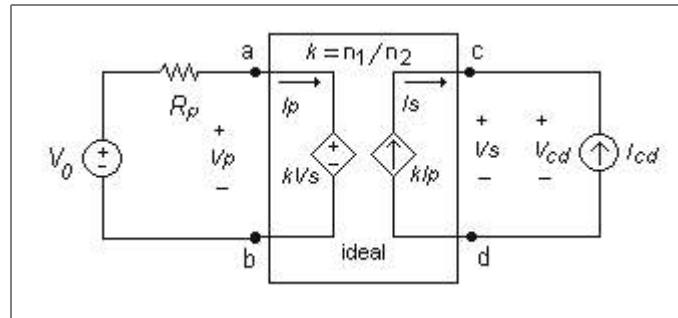 a
k = n1/n2
c
Rp
Ip
Is
+
Vp
−
V0
+
−
kVs
+
−
kIp
+
Vs
−
+
Vcd
−
Icd
b
ideal
d